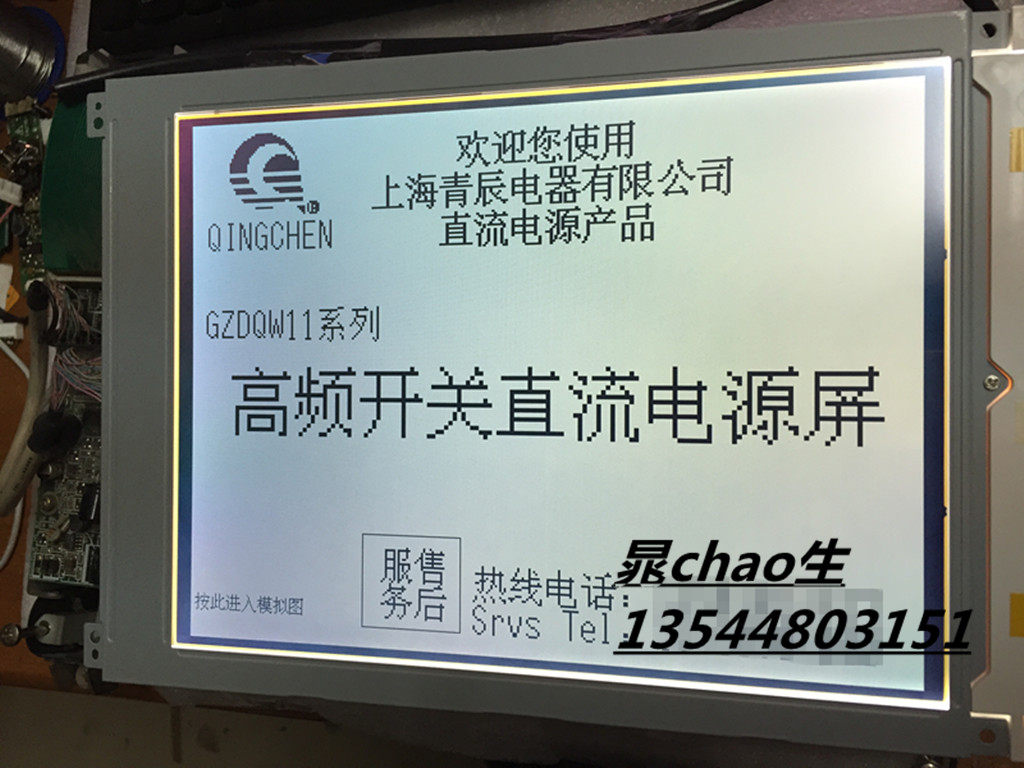 欢迎您使用
上海青辰电器有限公司
直流电源产品
®
QINGCHEN
GZDQW11系列
高频开关直流电源屏
服售
务后
热线电话:
Srvs Tel:
按此进入模拟图
晁chao生
13544803151